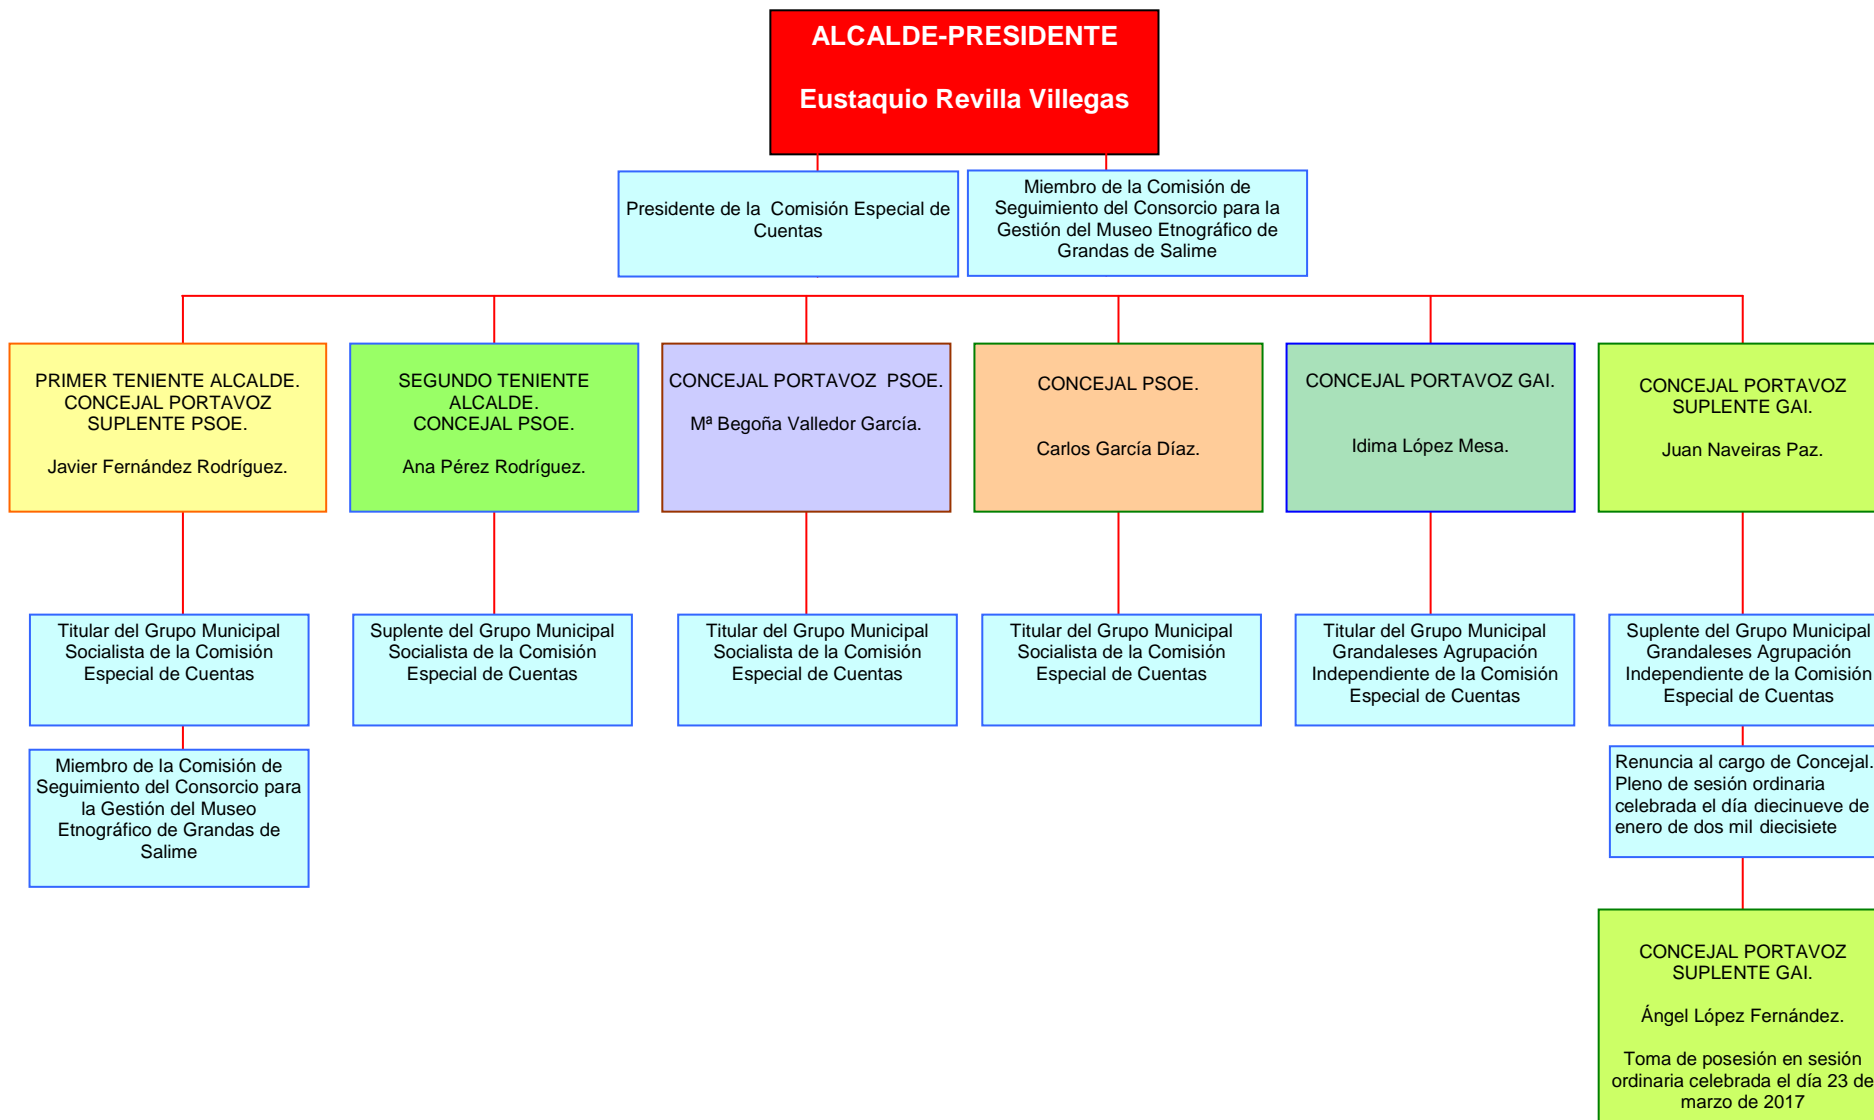 ALCALDE-PRESIDENTE
Eustaquio Revilla Villegas
Presidente de la Comisión Especial de
Cuentas
Miembro de la Comisión de
Seguimiento del Consorcio para la
Gestión del Museo Etnográfico de
Grandas de Salime
PRIMER TENIENTE ALCALDE.
CONCEJAL PORTAVOZ
SUPLENTE PSOE.
Javier Fernández Rodríguez.
SEGUNDO TENIENTE
ALCALDE.
CONCEJAL PSOE.
Ana Pérez Rodríguez.
CONCEJAL PORTAVOZ PSOE.
Mª Begoña Valledor García.
CONCEJAL PSOE.
Carlos García Díaz.
CONCEJAL PORTAVOZ GAI.
Idima López Mesa.
CONCEJAL PORTAVOZ
SUPLENTE GAI.
Juan Naveiras Paz.
Titular del Grupo Municipal
Socialista de la Comisión
Especial de Cuentas
Suplente del Grupo Municipal
Socialista de la Comisión
Especial de Cuentas
Titular del Grupo Municipal
Socialista de la Comisión
Especial de Cuentas
Titular del Grupo Municipal
Socialista de la Comisión
Especial de Cuentas
Titular del Grupo Municipal
Grandaleses Agrupación
Independiente de la Comisión
Especial de Cuentas
Suplente del Grupo Municipal
Grandaleses Agrupación
Independiente de la Comisión
Especial de Cuentas
Miembro de la Comisión de
Seguimiento del Consorcio para
la Gestión del Museo
Etnográfico de Grandas de
Salime
Renuncia al cargo de Concejal.
Pleno de sesión ordinaria
celebrada el día diecinueve de
enero de dos mil diecisiete
CONCEJAL PORTAVOZ
SUPLENTE GAI.
Ángel López Fernández.
Toma de posesión en sesión
ordinaria celebrada el día 23 de
marzo de 2017